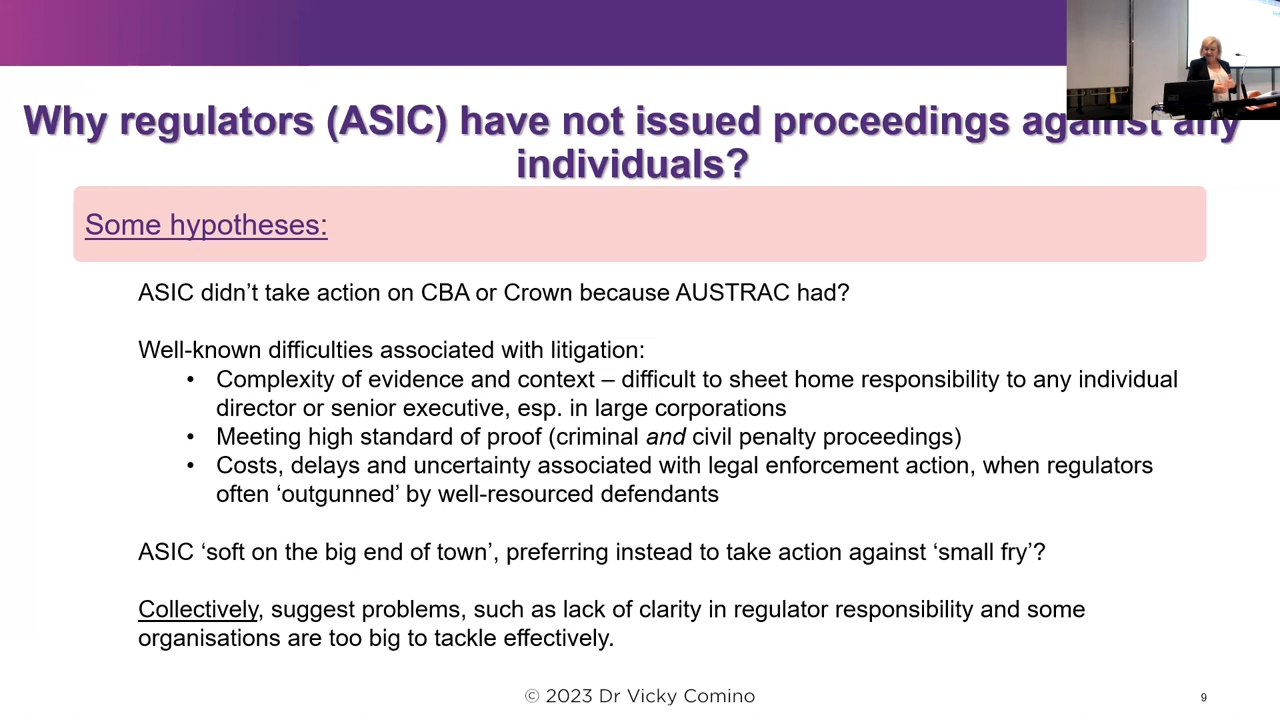 Why regulators (ASIC) have not issued proceedings against any
individuals?
Some hypotheses:
ASIC didn’t take action on CBA or Crown because AUSTRAC had?
Well-known difficulties associated with litigation:
• Complexity of evidence and context – difficult to sheet home responsibility to any individual
director or senior executive, esp. in large corporations
• Meeting high standard of proof (criminal and civil penalty proceedings)
• Costs, delays and uncertainty associated with legal enforcement action, when regulators
often ‘outgunned’ by well-resourced defendants
ASIC ‘soft on the big end of town’, preferring instead to take action against ‘small fry’?
Collectively, suggest problems, such as lack of clarity in regulator responsibility and some
organisations are too big to tackle effectively.
© 2023 Dr Vicky Comino
9